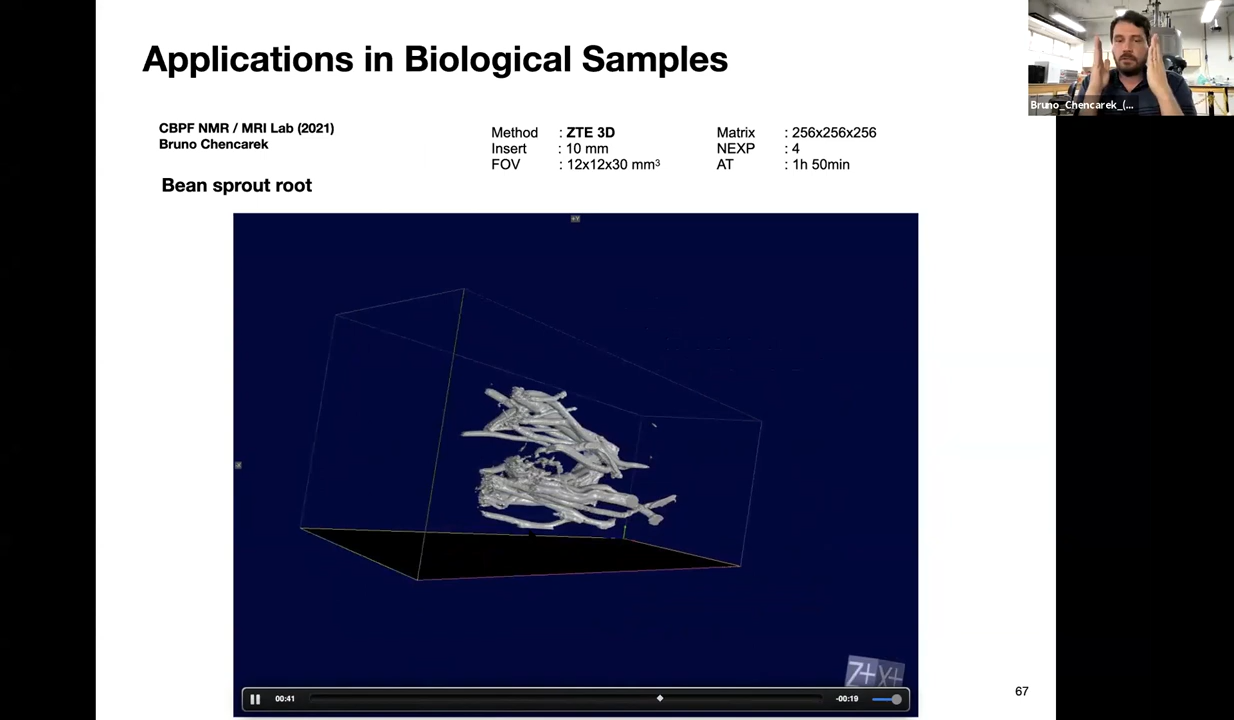 Applications in Biological Samples
Bruno_Chencarek_(...
CBPF NMR / MRI Lab (2021)
Bruno Chencarek
Method : ZTE 3D
Insert : 10 mm
FOV : 12x12x30 mm³
Matrix : 256x256x256
NEXP : 4
AT : 1h 50min
Bean sprout root
+Y
Z+ X+
00:41
-00:19
67